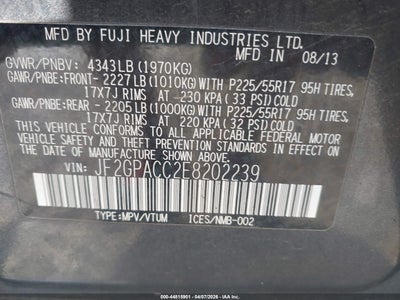 MFD BY FUJI HEAVY INDUSTRIES LTD.
08/13
GVWR/PNBV: 4343LB (1970KG)
GAWR/PNBE:FRONT- 2227 LB (1010KG) WITH P225/55R17 95H TIRES,
17X7J RIMS AT 230 KPA (33 PSI) COLD
GAWR/PNBE:REAR - 2205 LB (1000KG) WITH P225/55R17 95H TIRES,
17X7J RIMS AT 220 KPA (32 PSI) COLD
THIS VEHICLE CONFORMS TO ALL APPLICABLE FEDERAL MOTOR
VEHICLE SAFETY, BUMPER, AND THEFT PREVENTION STANDARDS IN
EFFECT ON THE DATE OF MANUFACTURE SHOWN ABOVE.
VIN: JF2GPACC2E8202239
TYPE:MPV/VTUM ICES/NMB-002
000-44815901 - 04/07/2026 - www.iaai.com